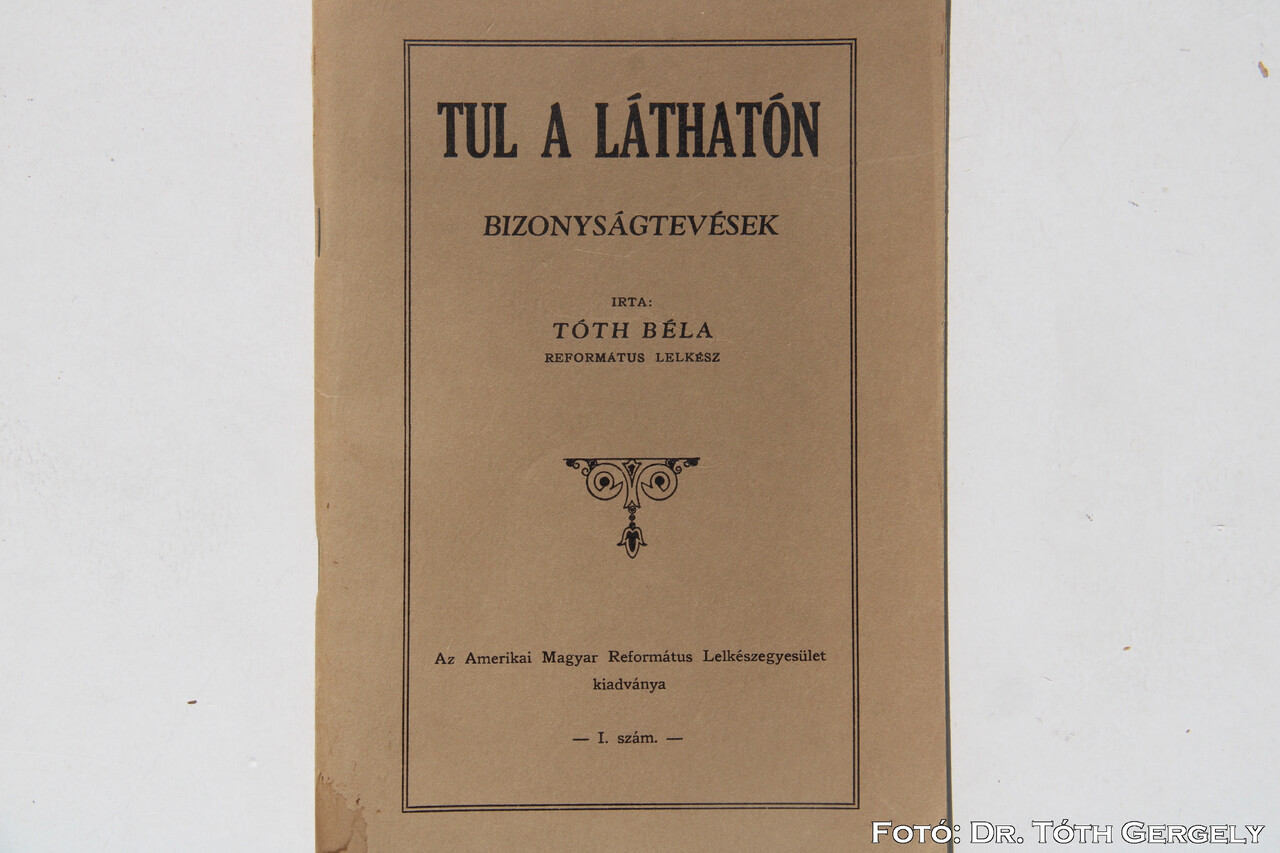 TUL A LÁTHATÓN
BIZONYSÁGTEVÉSEK
IRTA:
TÓTH BÉLA
REFORMÁTUS LELKÉSZ
Az Amerikai Magyar Református Lelkészegyesület
kiadványa
— I. szám. —
Fotó: Dr. Tóth Gergely